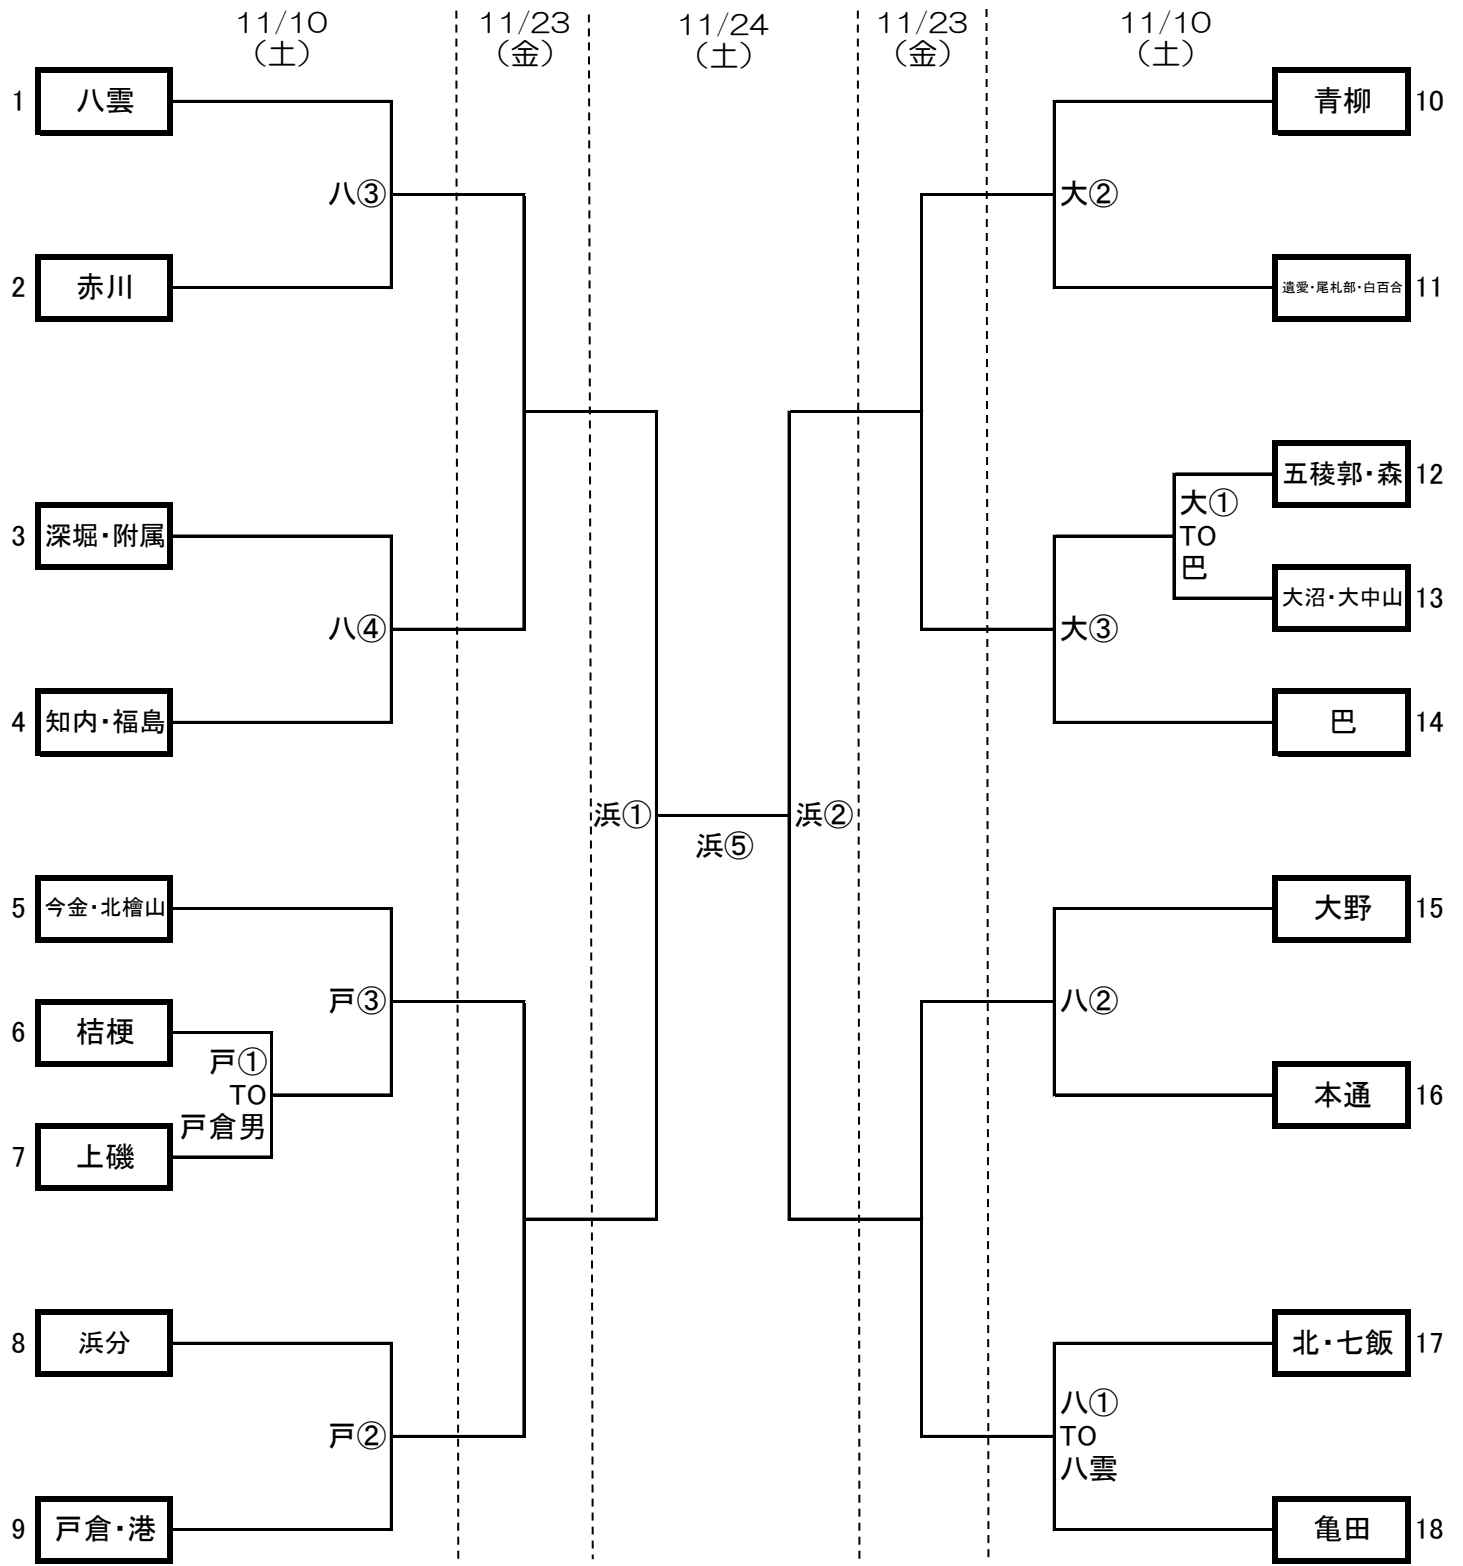 11/10
(土)
11/23
(金)
11/24
(土)
11/23
(金)
11/10
(土)
1 八雲
八③
2 赤川
3 深堀・附属
八④
4 知内・福島
5 今金・北檜山
戸③
6 桔梗
戸①
TO
戸倉男
7 上磯
8 浜分
戸②
9 戸倉・港
浜①
浜⑤
浜②
青柳 10
大②
遺愛・尾札部・白百合 11
五稜郭・森 12
大①
TO
巴
大沼・大中山 13
大③
巴 14
大野 15
八②
本通 16
北・七飯 17
八①
TO
八雲
亀田 18